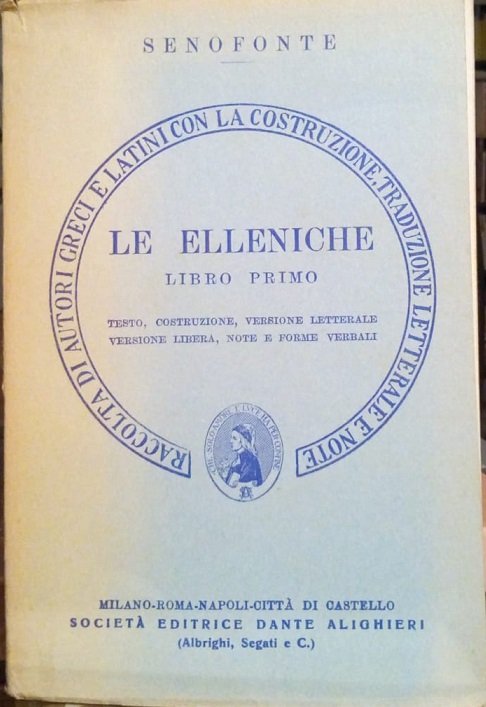 SENOFONTE
RACCOLTA DI AUTORI GRECI E LATINI CON LA COSTRUZIONE, TRADUZIONE LETTERALE E NOTE
LE ELLENICHE
LIBRO PRIMO
TESTO, COSTRUZIONE, VERSIONE LETTERALE
VERSIONE LIBERA, NOTE E FORME VERBALI
MILANO-ROMA-NAPOLI-CITTÀ DI CASTELLO
SOCIETÀ EDITRICE DANTE ALIGHIERI
(Albrighi, Segati e C.)